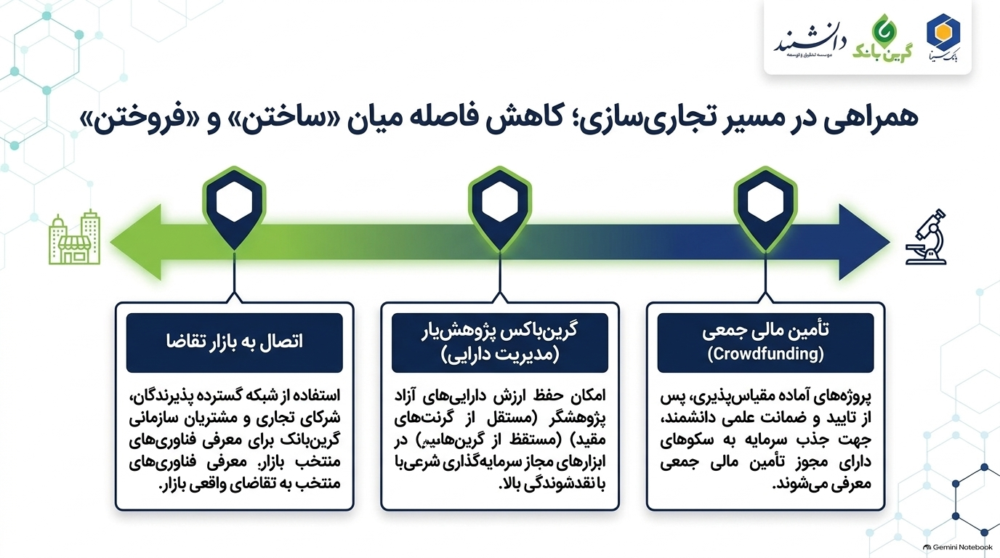 دانشمند
موسسه تحقیق و توسعه
گرین بانک
بانک سینا
همراهی در مسیر تجاری‌سازی؛ کاهش فاصله میان «ساختن» و «فروختن»
تأمین مالی جمعی
(Crowdfunding)
پروژه‌های آماده مقیاس‌پذیری، پس
از تایید و ضمانت علمی دانشمند،
جهت جذب سرمایه به سکوهای
دارای مجوز تأمین مالی جمعی
معرفی می‌شوند.
گرین‌باکس پژوهش‌یار
(مدیریت دارایی)
امکان حفظ ارزش دارایی‌های آزاد
پژوهشگر (مستقل از گرنت‌های
مقید) (مستقظ از در
ابزارهای مجاز سرمایه‌گذاری شرعی‌با
با نقدشوندگی بالا.
اتصال به بازار تقاضا
استفاده از شبکه گسترده پذیرندگان،
شرکای تجاری و مشتریان سازمانی
گرین‌بانک برای معرفی فناوری‌های
منتخب بازار. معرفی فناوری‌های
منتخب به تقاضای واقعی بازار.
Gemini Notebook